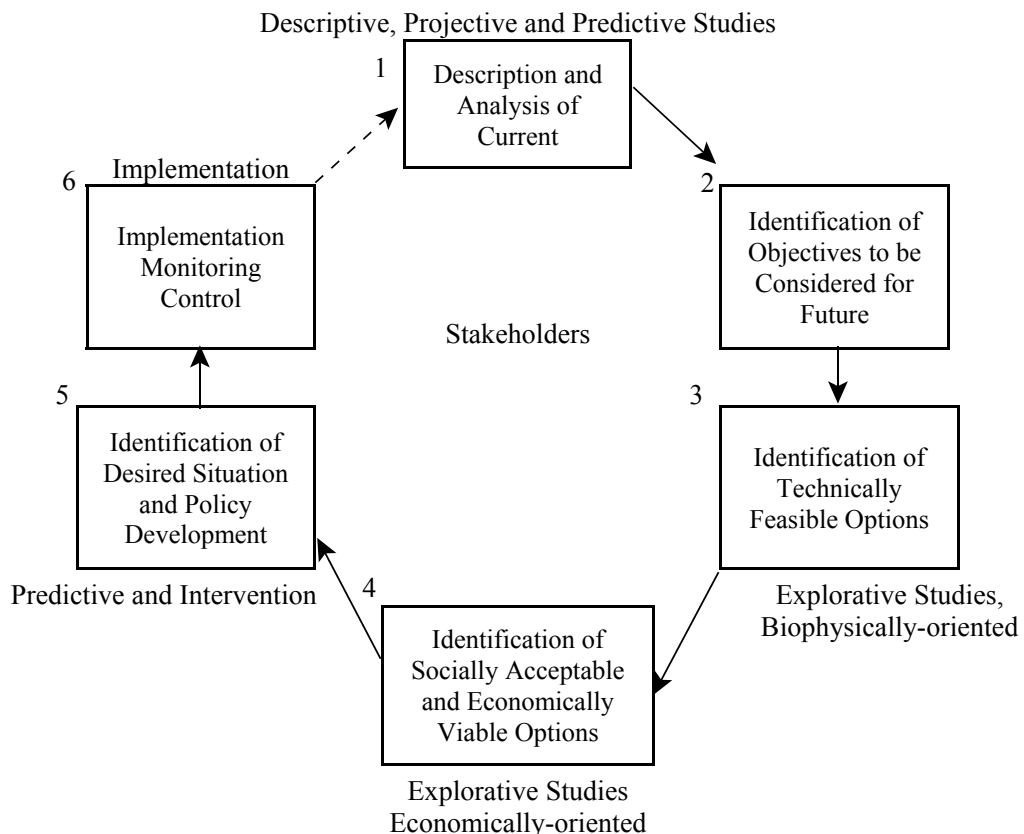 Descriptive, Projective and Predictive Studies
1
Description and
Analysis of
Current
2
Identification of
Objectives to be
Considered for
Future
3
Identification of
Technically
Feasible Options
Explorative Studies,
Biophysically-oriented
4
Identification of
Socially Acceptable
and Economically
Viable Options
Explorative Studies
Economically-oriented
5
Identification of
Desired Situation
and Policy
Development
Predictive and Intervention
Implementation
6
Implementation
Monitoring
Control
Stakeholders